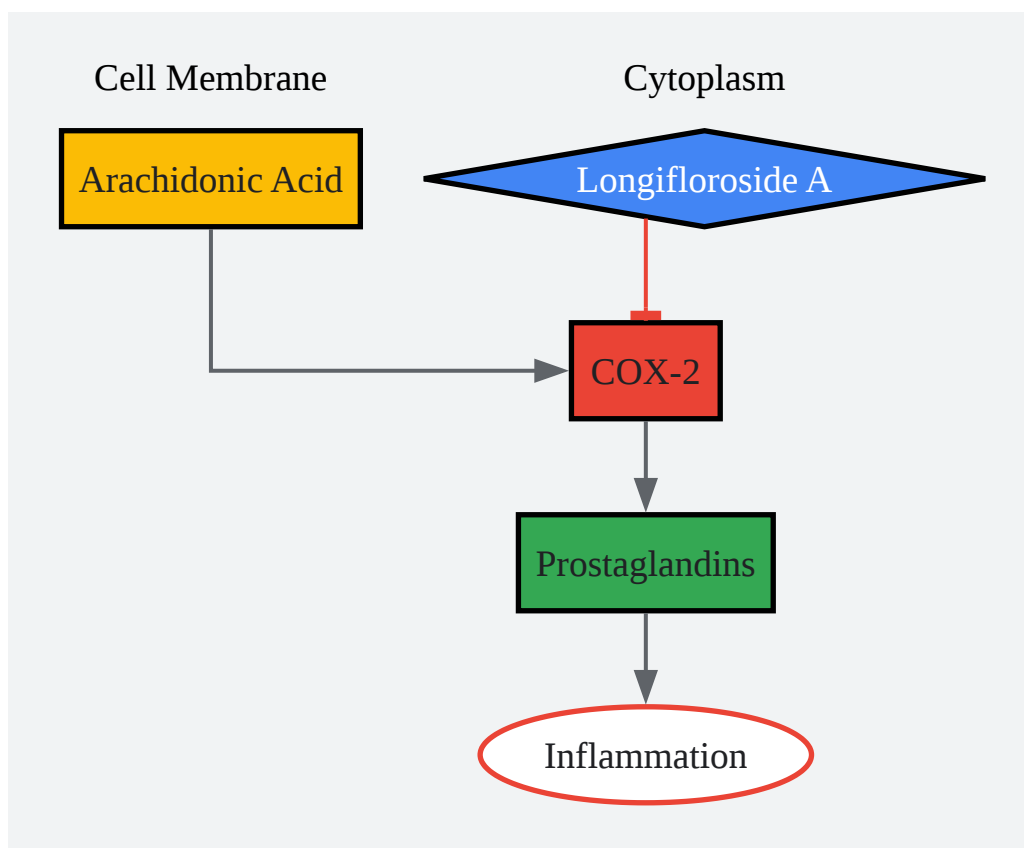 Cell Membrane
Cytoplasm
Arachidonic Acid
Longifloroside A
COX-2
Prostaglandins
Inflammation